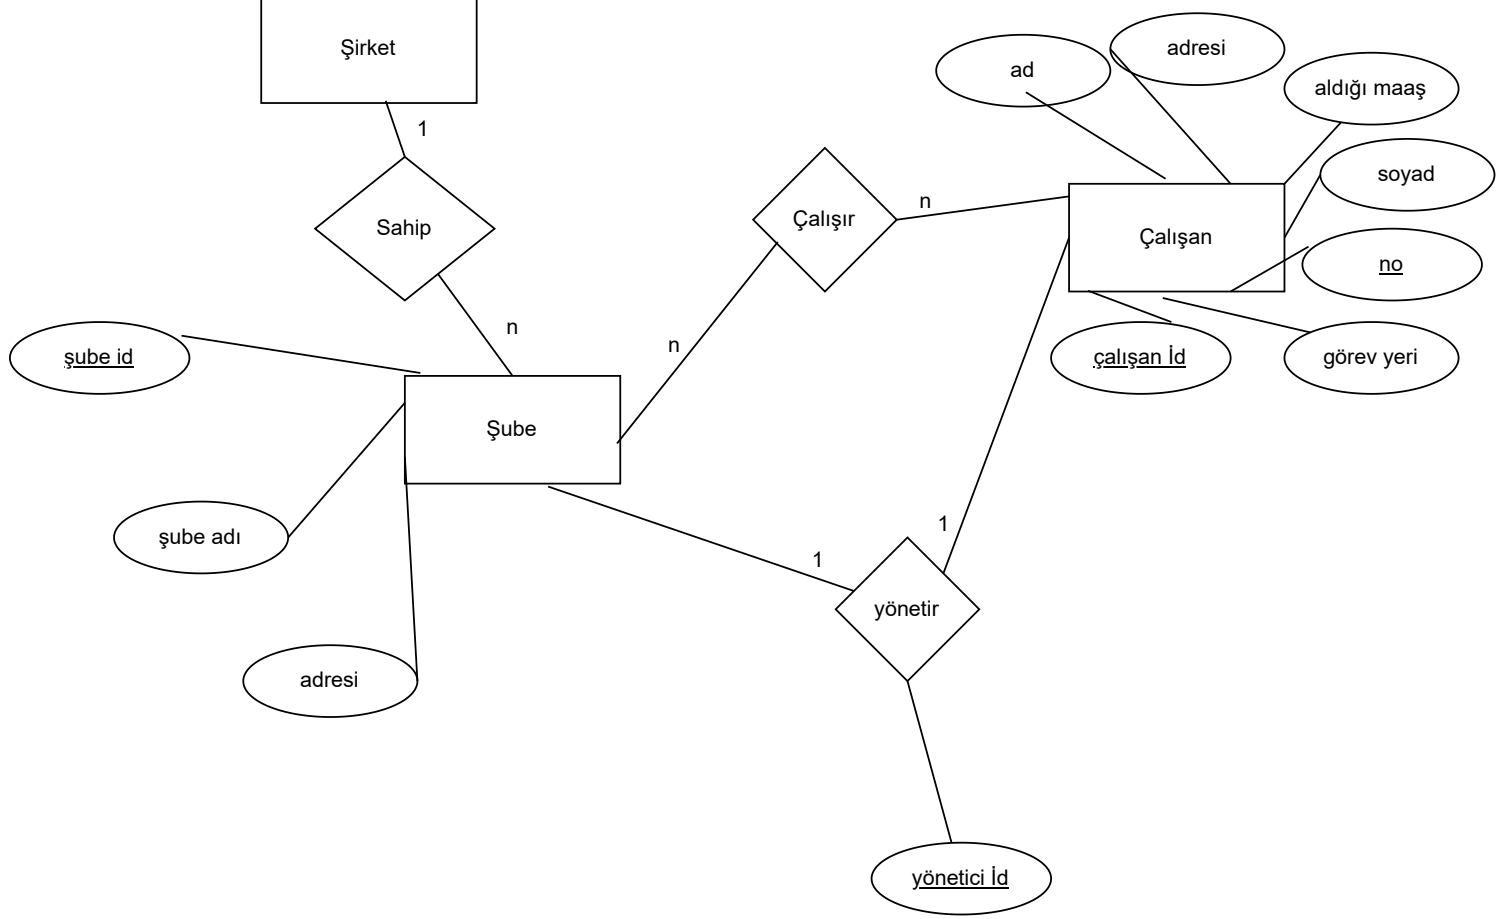 Şirket
adresi
ad
aldığı maaş
1
soyad
Çalışır
n
Sahip
Çalışan
no
n
n
şube id
çalışan İd
görev yeri
Şube
1
şube adı
1
yönetir
adresi
yönetici İd